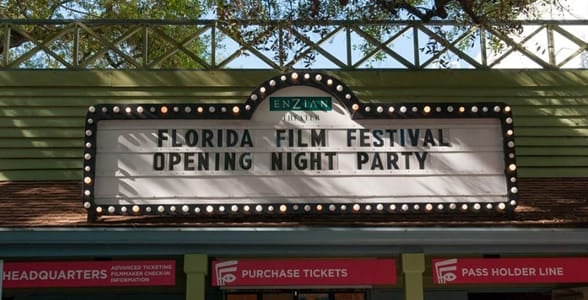 ENZIAN
THEATER
FLORIDA FILM FESTIVAL
OPENING NIGHT PARTY
HEADQUARTERS
ADVANCED TICKETING
FILMMAKER CHECK-IN
INFORMATION
PURCHASE TICKETS
PASS HOLDER LINE